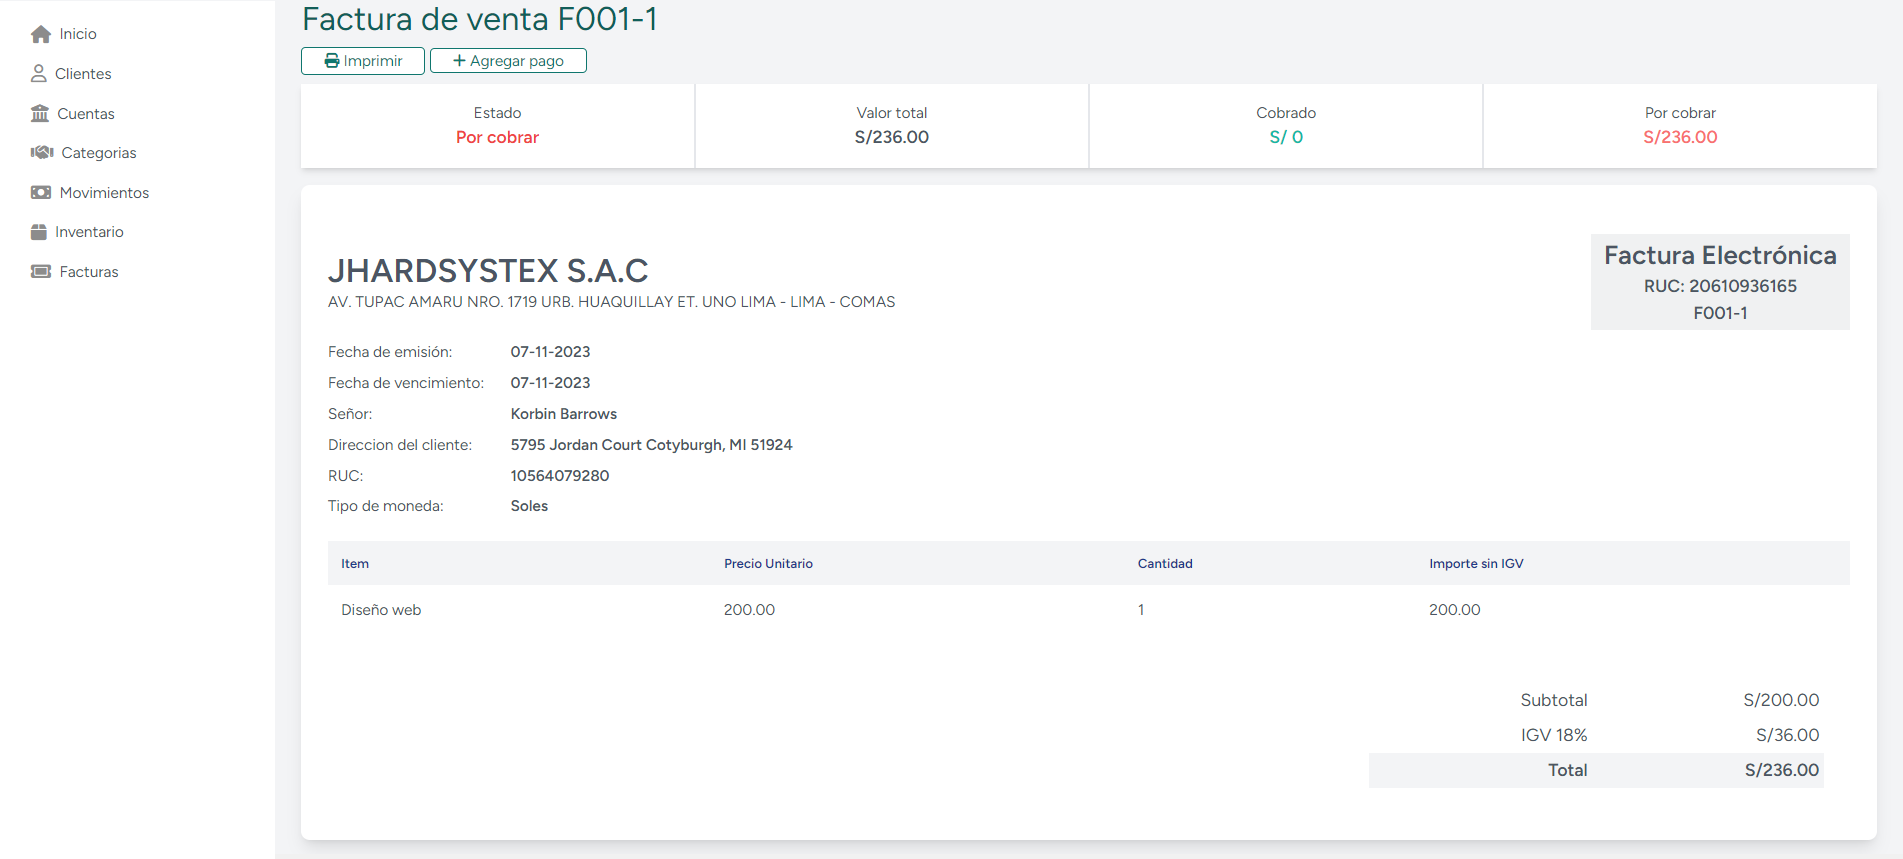 Inicio
Clientes
Cuentas
Categorias
Movimientos
Inventario
Facturas
Factura de venta F001-1
Imprimir
Agregar pago
Estado
Por cobrar
Valor total
S/236.00
Cobrado
S/ 0
Por cobrar
S/236.00
JHARDSYSTEX S.A.C
AV. TUPAC AMARU NRO. 1719 URB. HUAQUILLAY ET. UNO LIMA - LIMA - COMAS
Factura Electrónica
RUC: 20610936165
F001-1
Fecha de emisión: 07-11-2023
Fecha de vencimiento: 07-11-2023
Señor: Korbin Barrows
Direccion del cliente: 5795 Jordan Court Cotyburgh, MI 51924
RUC: 10564079280
Tipo de moneda: Soles
Item Precio Unitario Cantidad Importe sin IGV
Diseño web 200.00 1 200.00
Subtotal S/200.00
IGV 18% S/36.00
Total S/236.00